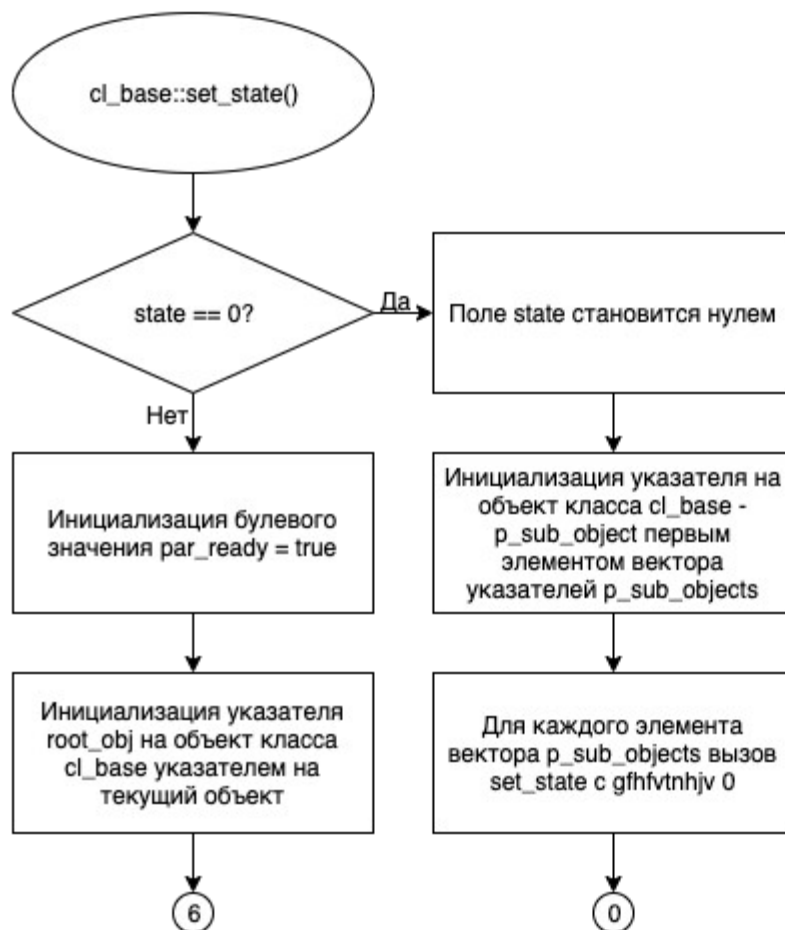 cl_base::set_state()
state == 0?
Да
Поле state становится нулем
Нет
Инициализация булевого
значения par_ready = true
Инициализация указателя на
объект класса cl_base -
p_sub_object первым
элементом вектора
указателей p_sub_objects
Инициализация указателя
root_obj на объект класса
cl_base указателем на
текущий объект
Для каждого элемента
вектора p_sub_objects вызов
set_state с gfhfvtnhjv 0
6
0